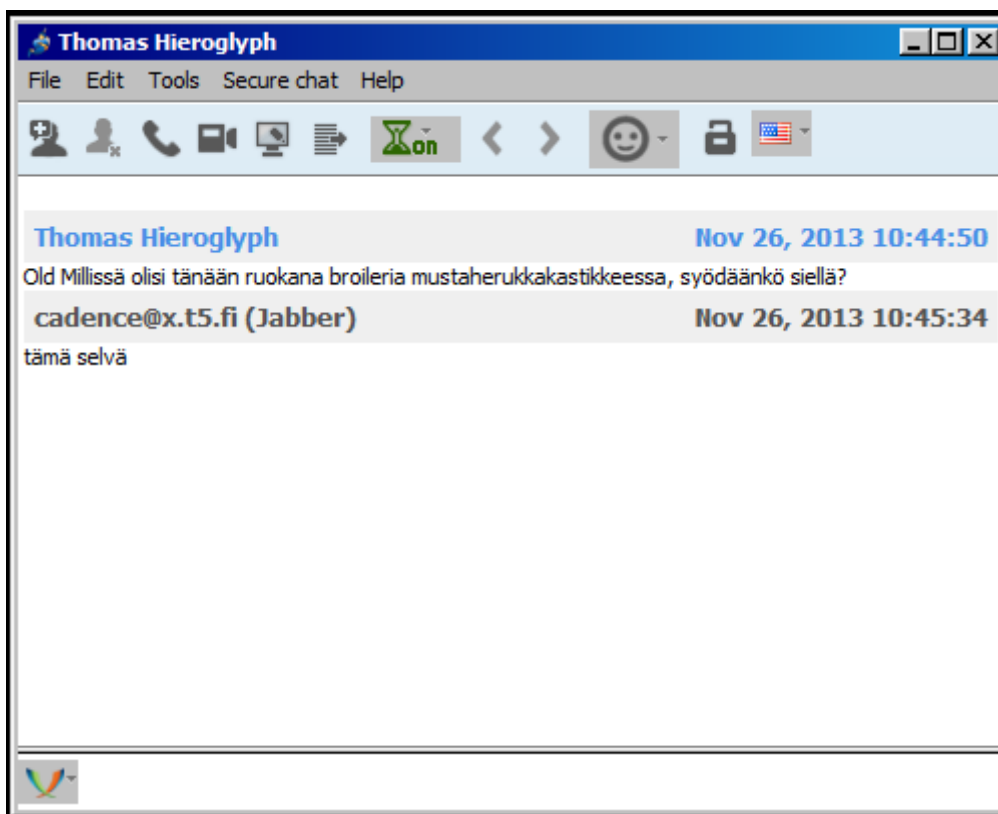 Thomas Hieroglyph
File Edit Tools Secure chat Help
on
Thomas Hieroglyph Nov 26, 2013 10:44:50
Old Millissä olisi tänään ruokana broileria mustaherukkakastikkeessa, syödäänkö siellä?
cadence@x.t5.fi (Jabber) Nov 26, 2013 10:45:34
tämä selvä